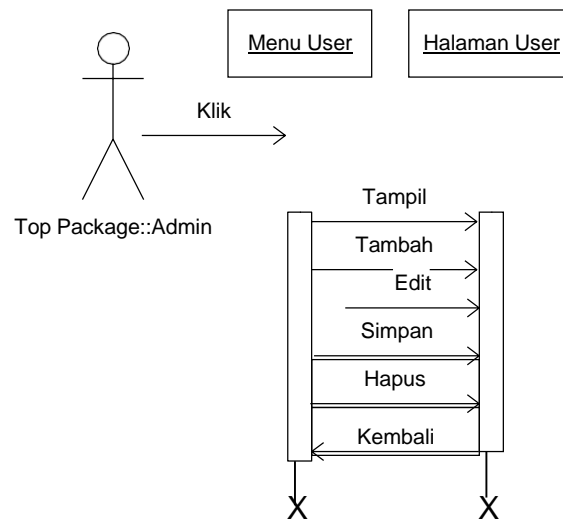 Menu User
Halaman User
Klik
Top Package::Admin
Tampil
Tambah
Edit
Simpan
Hapus
Kembali
X
X